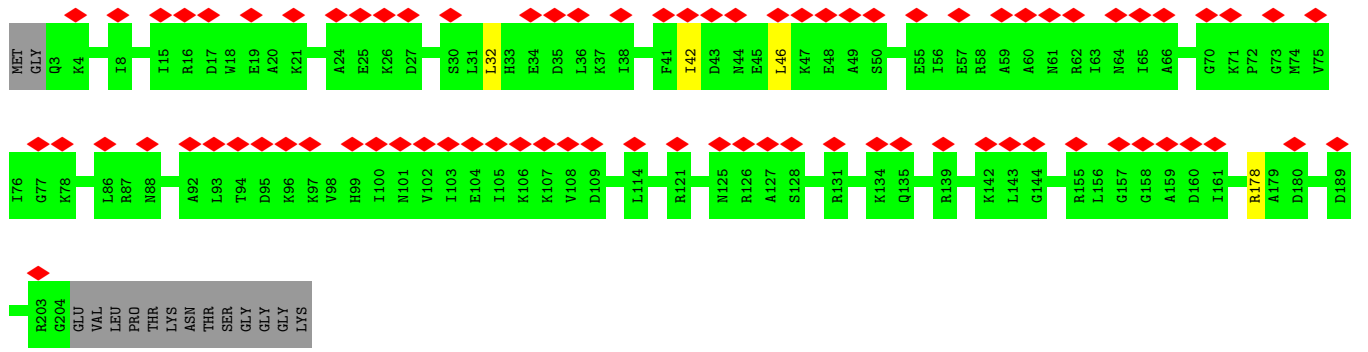 MET GLY Q3 K4 I8 I15 R16 D17 W18 E19 A20 K21 A24 E25 K26 D27 S30 L31 L32 H33 E34 D35 L36 K37 I38 F41 I42 D43 N44 E45 L46 K47 E48 A49 S50 E55 I56 E57 R58 A59 A60 N61 R62 I63 N64 I65 A66 G70 K71 P72 G73 M74 V75
I76 G77 K78 L86 R87 N88 A92 L93 T94 D95 K96 K97 V98 H99 I100 N101 V102 I103 E104 I105 K106 K107 V108 D109 L114 R121 N125 R126 A127 S128 R131 K134 Q135 R139 K142 L143 G144 R155 L156 G157 G158 A159 D160 I161 R178 A179 D180 D189
R203 G204 GLU VAL LEU PRO THR LYS ASN THR SER GLY GLY GLY LYS